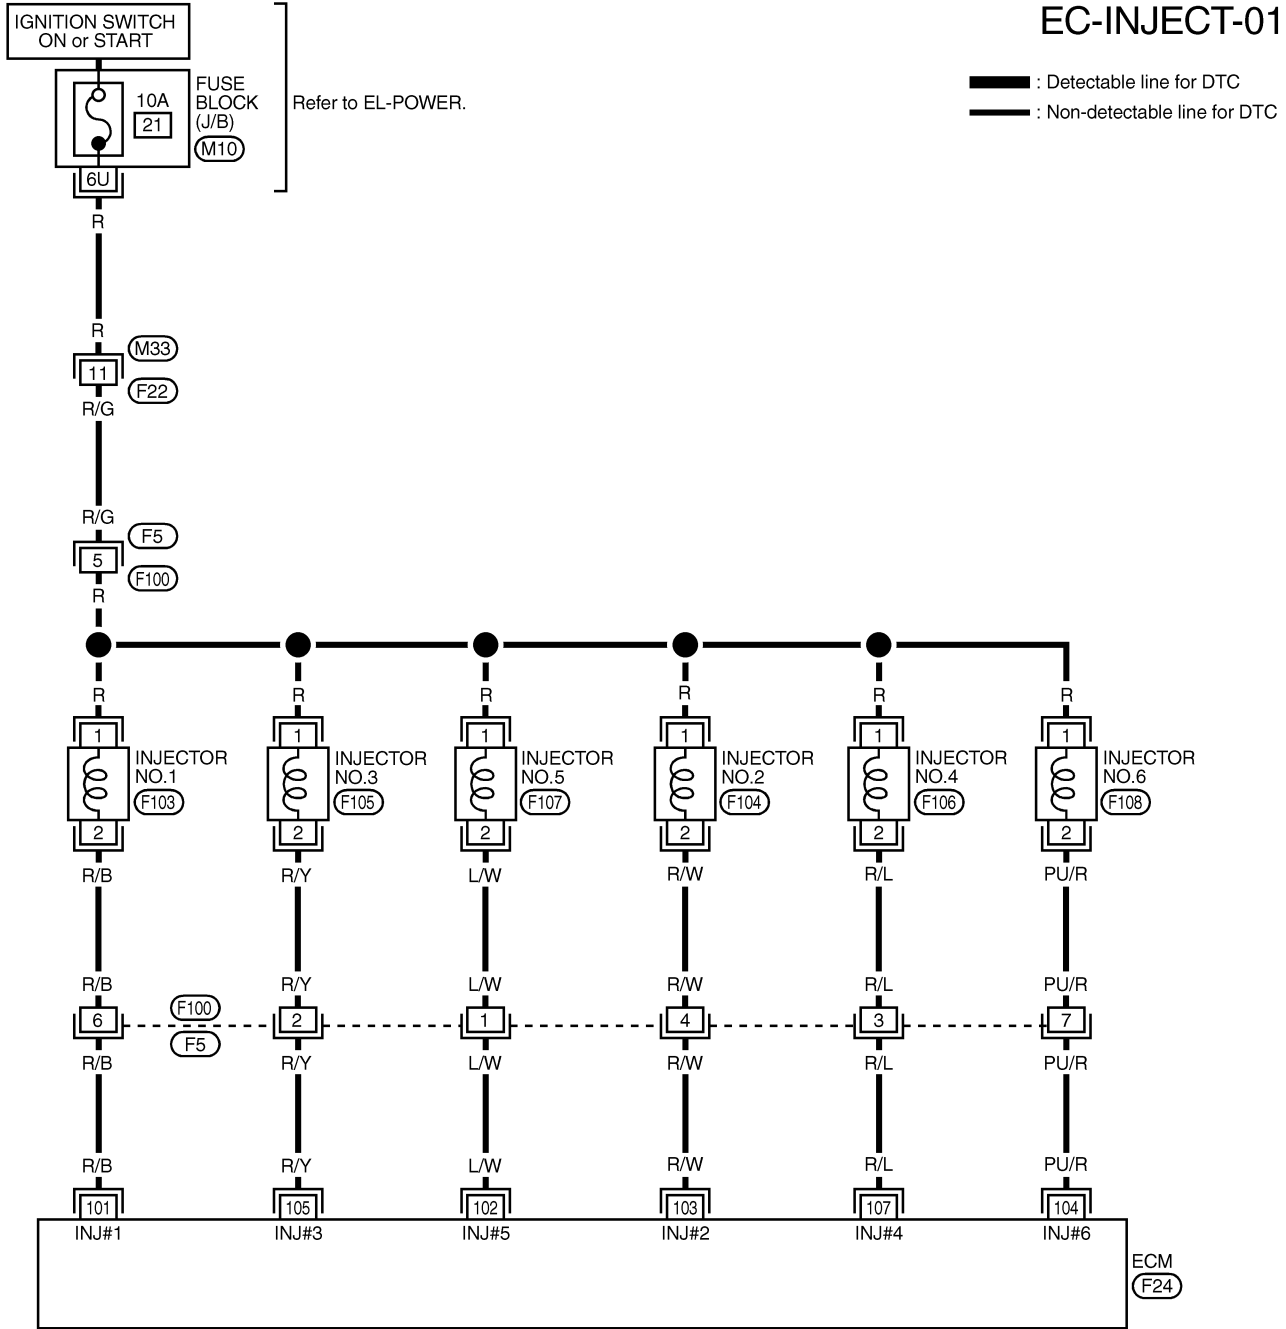 IGNITION SWITCH
ON or START
EC-INJECT-01
: Detectable line for DTC
: Non-detectable line for DTC
10A
21
FUSE
BLOCK
(J/B)
M10
Refer to EL-POWER.
6U
R
R
M33
11
F22
R/G
R/G
F5
5
F100
R
R R R R R R
1 1 1 1 1 1
INJECTOR
NO.1
F103
INJECTOR
NO.3
F105
INJECTOR
NO.5
F107
INJECTOR
NO.2
F104
INJECTOR
NO.4
F106
INJECTOR
NO.6
F108
2 2 2 2 2 2
R/B R/Y L/W R/W R/L PU/R
R/B R/Y L/W R/W R/L PU/R
F100
6 2 1 4 3 7
F5
R/B R/Y L/W R/W R/L PU/R
R/B R/Y L/W R/W R/L PU/R
101 105 102 103 107 104
INJ#1 INJ#3 INJ#5 INJ#2 INJ#4 INJ#6
ECM
F24